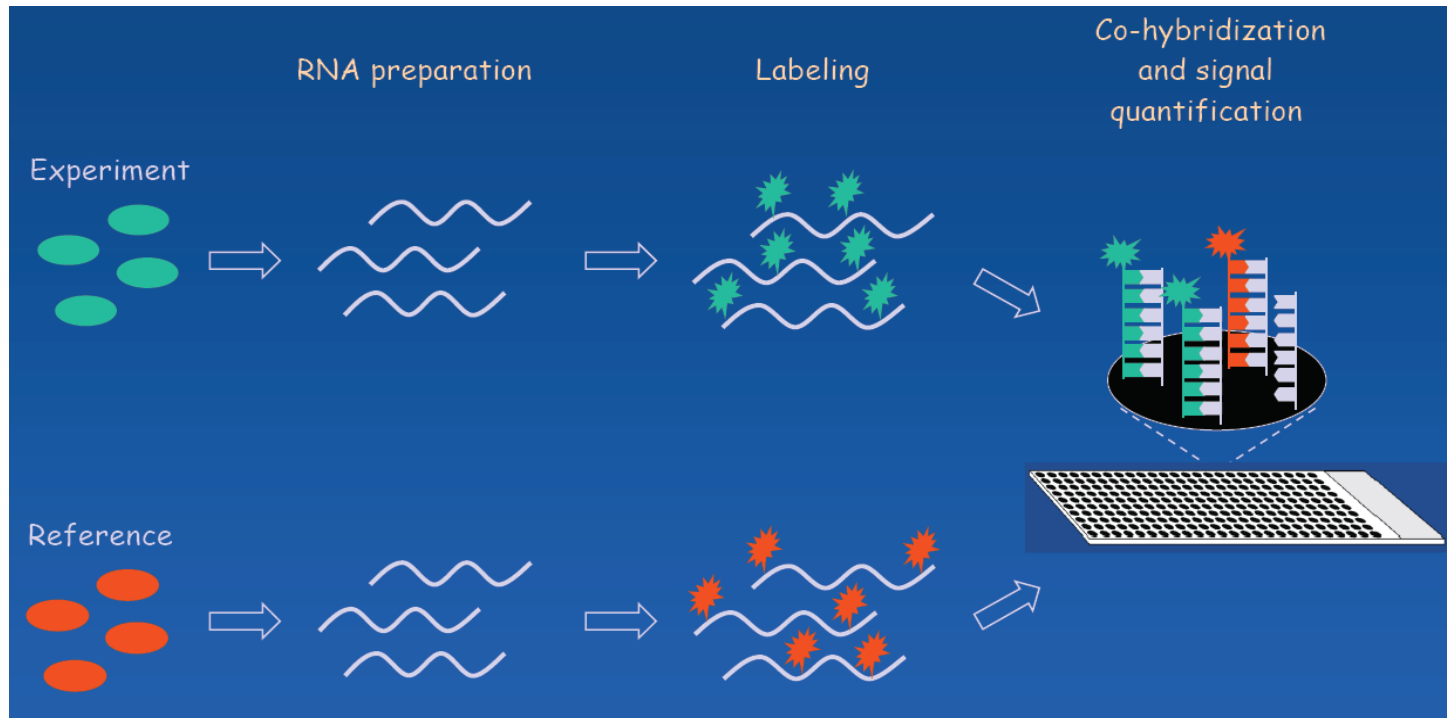 RNA preparation
Labeling
Co-hybridization
and signal
quantification
Experiment
Reference